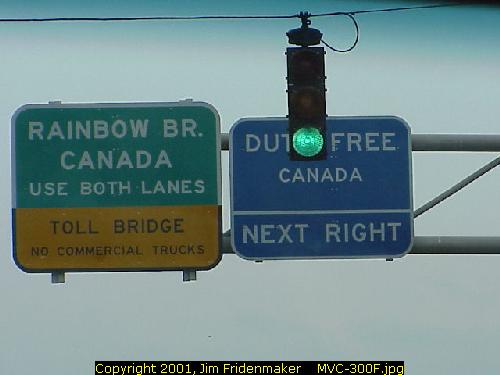 RAINBOW BR.
CANADA
USE BOTH LANES
TOLL BRIDGE
NO COMMERCIAL TRUCKS
DUTY FREE
CANADA
NEXT RIGHT
Copyright 2001, Jim Fridenmaker MVC-300F.jpg